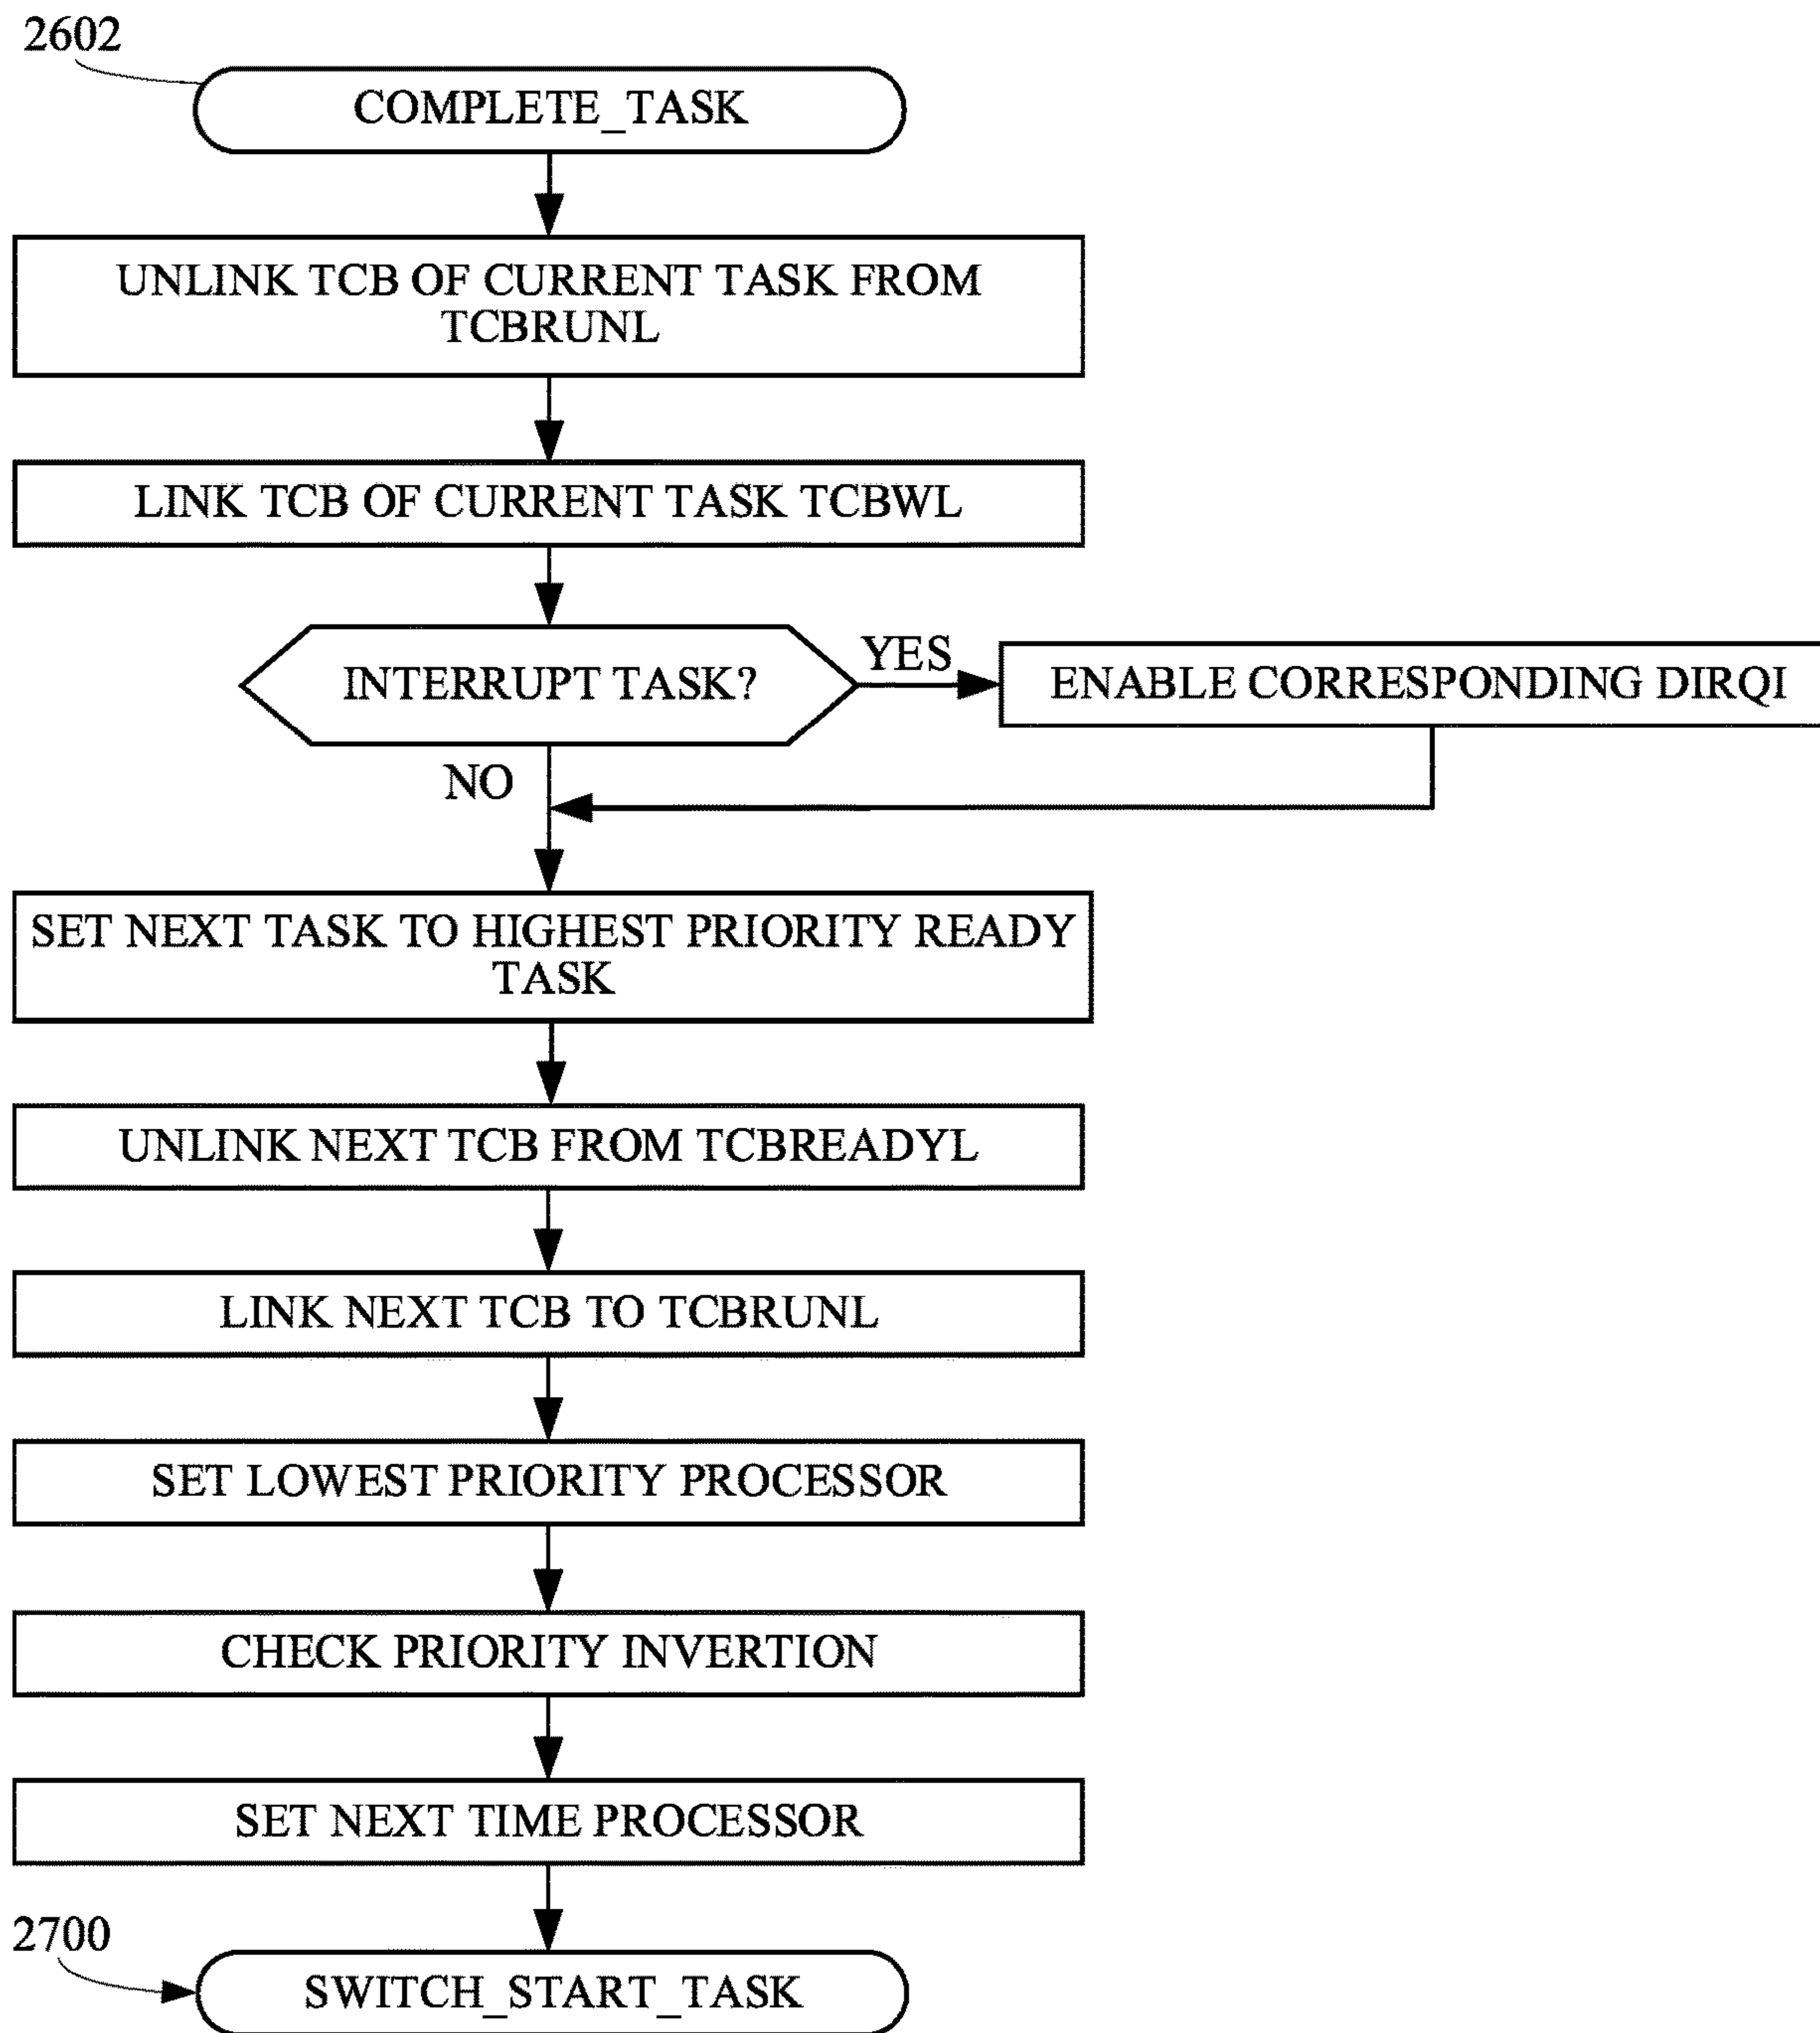 2602
COMPLETE_TASK
UNLINK TCB OF CURRENT TASK FROM
TCBRUNL
LINK TCB OF CURRENT TASK TCBWL
INTERRUPT TASK?
YES
ENABLE CORRESPONDING DIRQI
NO
SET NEXT TASK TO HIGHEST PRIORITY READY
TASK
UNLINK NEXT TCB FROM TCBREADYL
LINK NEXT TCB TO TCBRUNL
SET LOWEST PRIORITY PROCESSOR
CHECK PRIORITY INVERTION
SET NEXT TIME PROCESSOR
2700
SWITCH_START_TASK